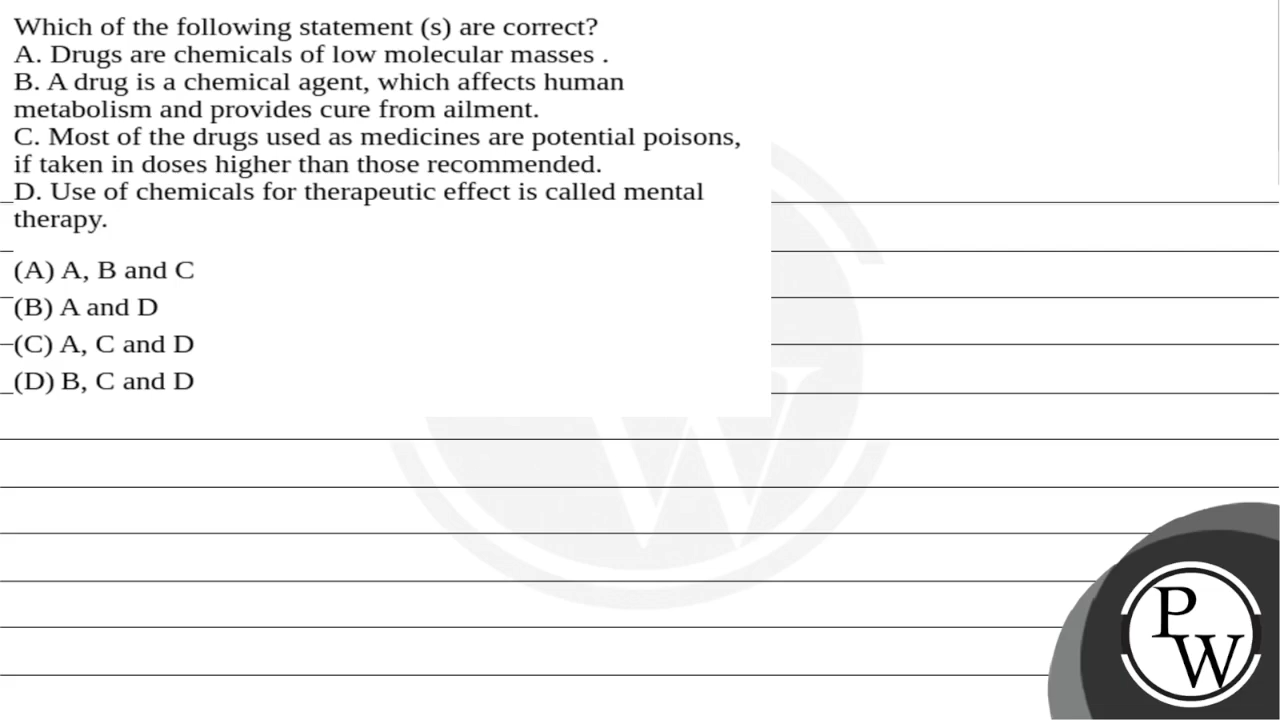 Which of the following statement (s) are correct?
A. Drugs are chemicals of low molecular masses .
B. A drug is a chemical agent, which affects human
metabolism and provides cure from ailment.
C. Most of the drugs used as medicines are potential poisons,
if taken in doses higher than those recommended.
D. Use of chemicals for therapeutic effect is called mental
therapy.
(A) A, B and C
(B) A and D
(C) A, C and D
(D) B, C and D
W
P
W